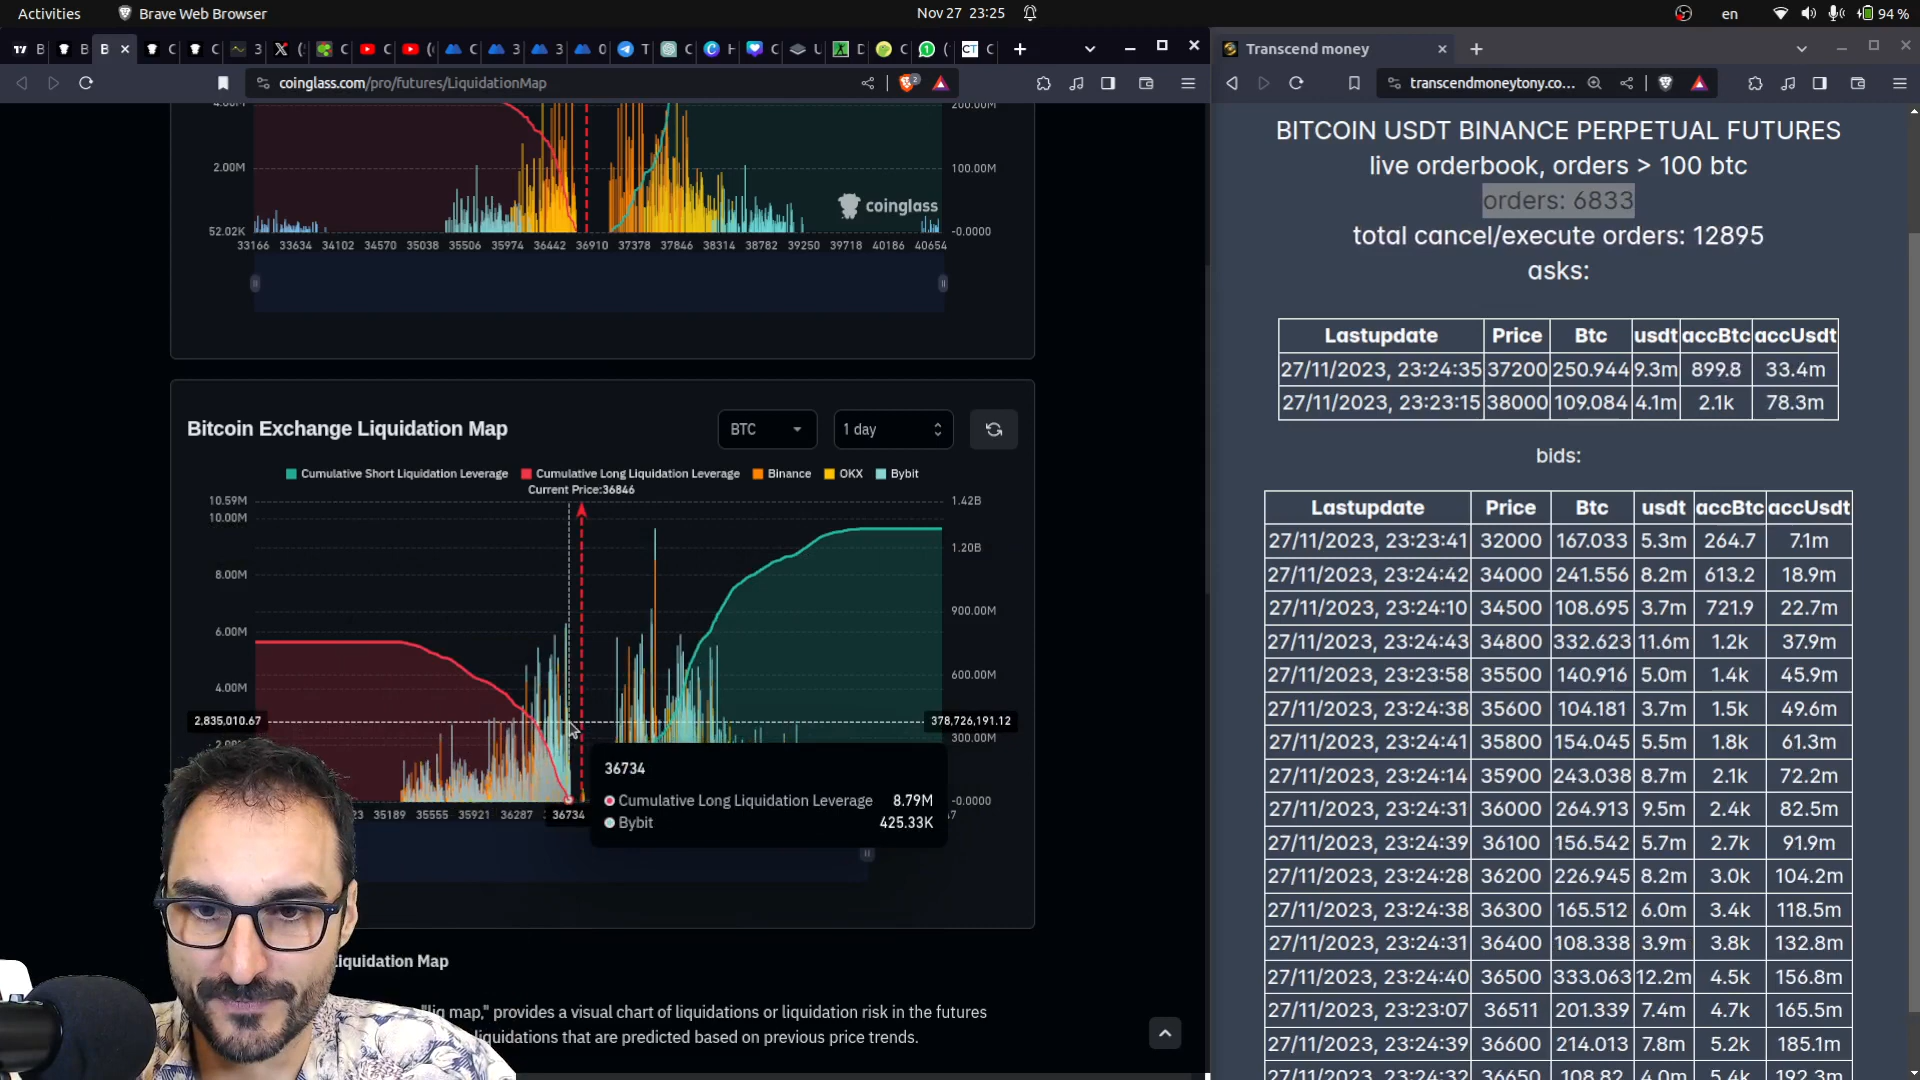 Activities
Brave Web Browser
Nov 27 23:25
en
94 %
Transcend money
coinglass.com/pro/futures/LiquidationMap
transcendmoneytony.co...
2.00M
52.02K
200.00M
100.00M
-0.0000
coinglass
33166 33634 34102 34570 35038 35506 35974 36442 36910 37378 37846 38314 38782 39250 39718 40186 40654
Bitcoin Exchange Liquidation Map
BTC
1 day
Cumulative Short Liquidation Leverage
Cumulative Long Liquidation Leverage
Binance
OKX
Bybit
Current Price:36846
10.59M
10.00M
8.00M
6.00M
4.00M
2,835,010.67
1.42B
1.20B
900.00M
600.00M
378,726,191.12
300.00M
-0.0000
35189 35555 35921 36287 36734
36734
Cumulative Long Liquidation Leverage 8.79M
Bybit 425.33K
iquidation Map
"liq map," provides a visual chart of liquidations or liquidation risk in the futures
iquidations that are predicted based on previous price trends.
BITCOIN USDT BINANCE PERPETUAL FUTURES
live orderbook, orders > 100 btc
orders: 6833
total cancel/execute orders: 12895
asks:
Lastupdate Price Btc usdt accBtc accUsdt
27/11/2023, 23:24:35 37200 250.944 9.3m 899.8 33.4m
27/11/2023, 23:23:15 38000 109.084 4.1m 2.1k 78.3m
bids:
Lastupdate Price Btc usdt accBtc accUsdt
27/11/2023, 23:23:41 32000 167.033 5.3m 264.7 7.1m
27/11/2023, 23:24:42 34000 241.556 8.2m 613.2 18.9m
27/11/2023, 23:24:10 34500 108.695 3.7m 721.9 22.7m
27/11/2023, 23:24:43 34800 332.623 11.6m 1.2k 37.9m
27/11/2023, 23:23:58 35500 140.916 5.0m 1.4k 45.9m
27/11/2023, 23:24:38 35600 104.181 3.7m 1.5k 49.6m
27/11/2023, 23:24:41 35800 154.045 5.5m 1.8k 61.3m
27/11/2023, 23:24:14 35900 243.038 8.7m 2.1k 72.2m
27/11/2023, 23:24:31 36000 264.913 9.5m 2.4k 82.5m
27/11/2023, 23:24:39 36100 156.542 5.7m 2.7k 91.9m
27/11/2023, 23:24:28 36200 226.945 8.2m 3.0k 104.2m
27/11/2023, 23:24:38 36300 165.512 6.0m 3.4k 118.5m
27/11/2023, 23:24:31 36400 108.338 3.9m 3.8k 132.8m
27/11/2023, 23:24:40 36500 333.063 12.2m 4.5k 156.8m
27/11/2023, 23:23:07 36511 201.339 7.4m 4.7k 165.5m
27/11/2023, 23:24:39 36600 214.013 7.8m 5.2k 185.1m
27/11/2023, 23:24:32 36650 108.82 4.0m 5.4k 192.3m